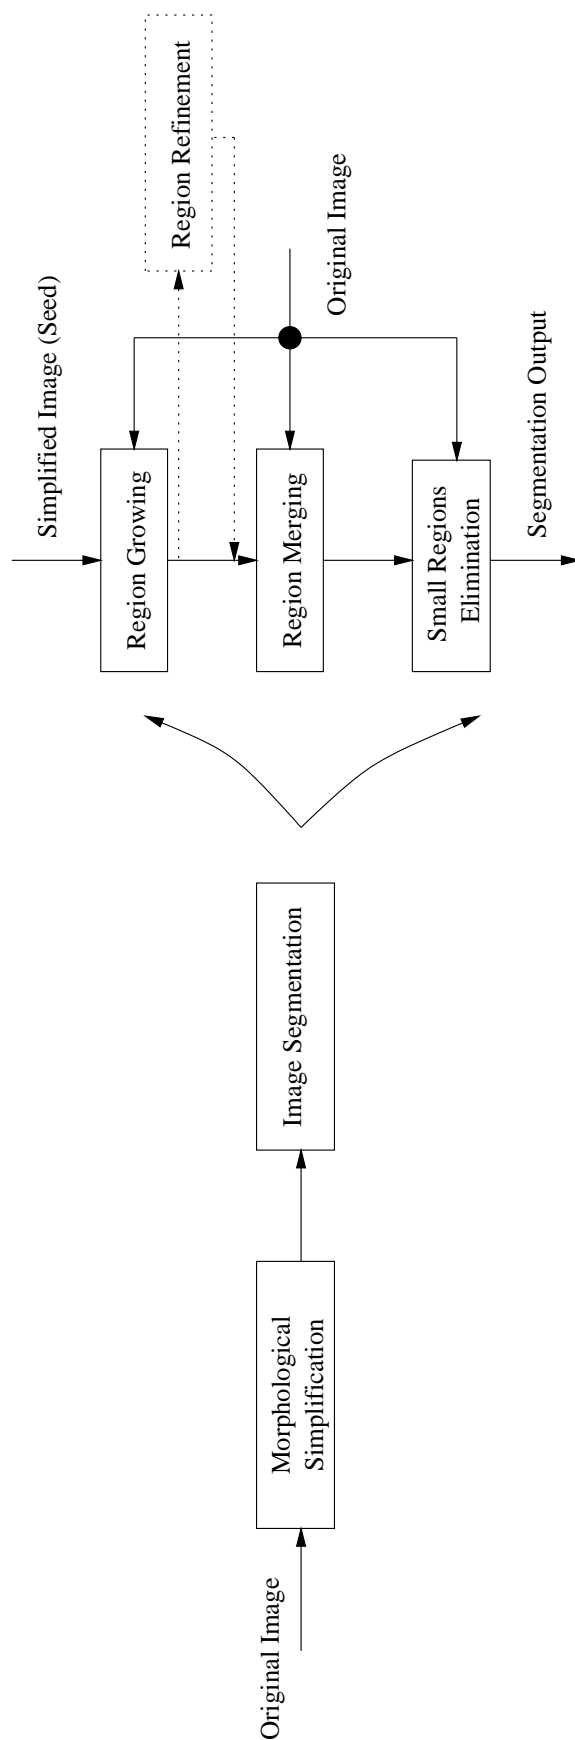 Original Image
Morphological
Simplification
Image Segmentation
Simplified Image (Seed)
Region Growing
Region Refinement
Region Merging
Original Image
Small Regions
Elimination
Segmentation Output